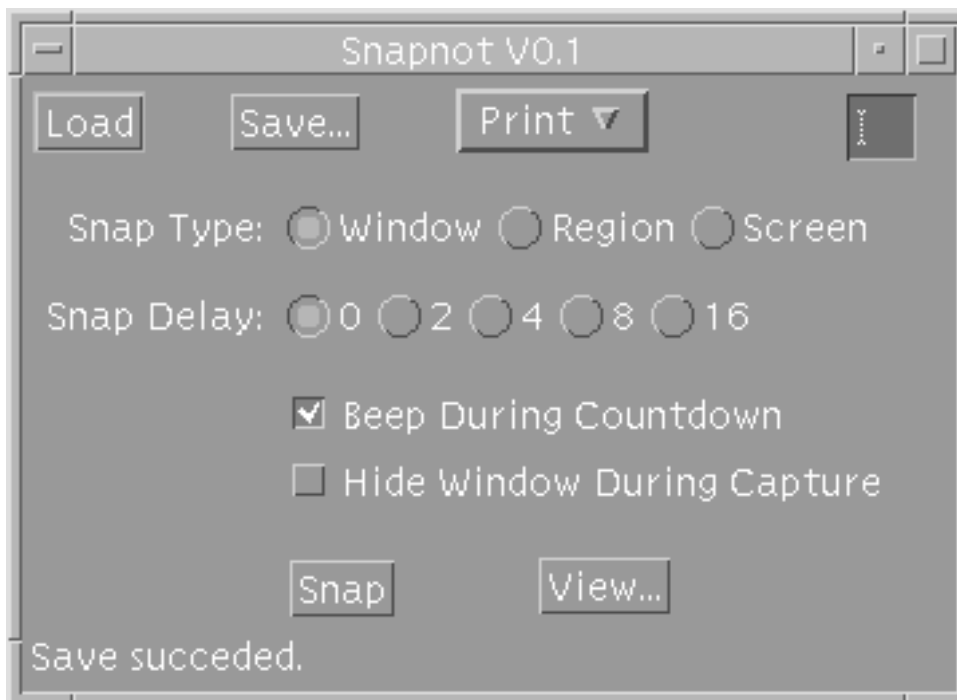 Snapnot V0.1
Load Save... Print
Snap Type: Window Region Screen
Snap Delay: 0 2 4 8 16
Beep During Countdown
Hide Window During Capture
Snap View...
Save succeded.